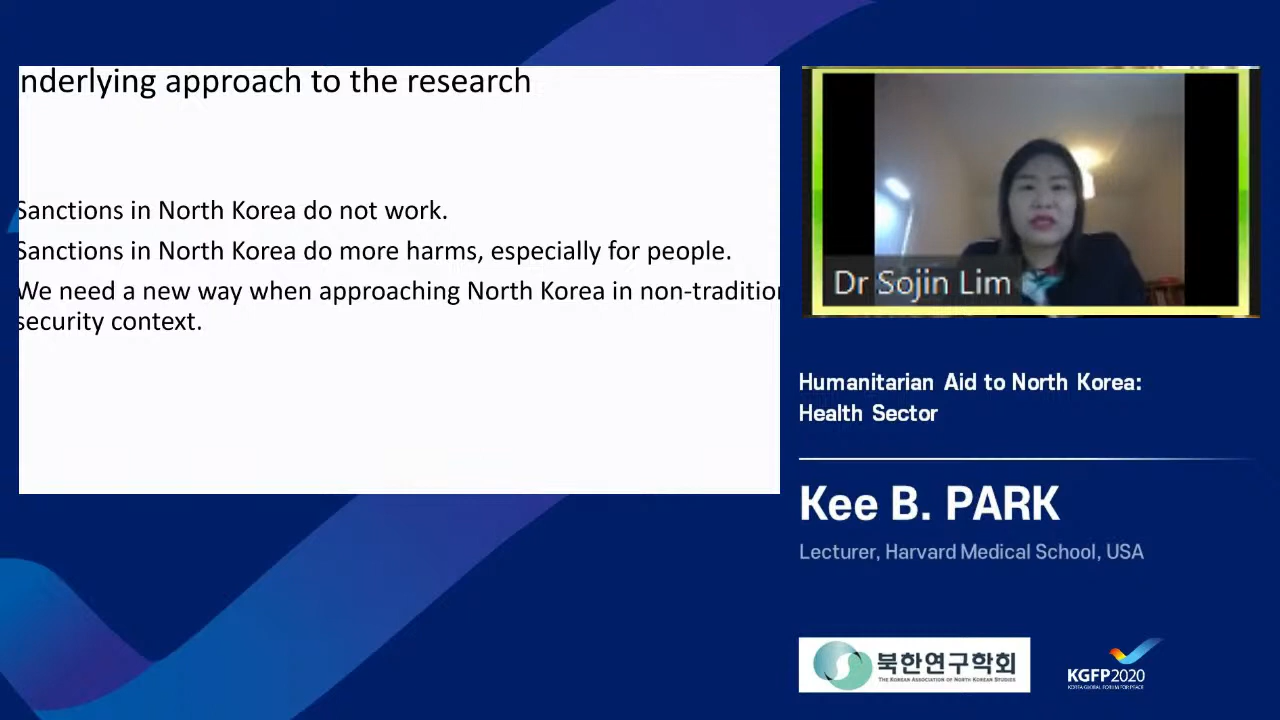 nderlying approach to the research
Sanctions in North Korea do not work.
Sanctions in North Korea do more harms, especially for people.
We need a new way when approaching North Korea in non-tradition
security context.
Dr Sojin Lim
Humanitarian Aid to North Korea:
Health Sector
Kee B. PARK
Lecturer, Harvard Medical School, USA
북한연구학회
THE KOREAN ASSOCIATION OF NORTH KOREAN STUDIES
KGFP2020
KOREA GLOBAL FORUM FOR PEACE